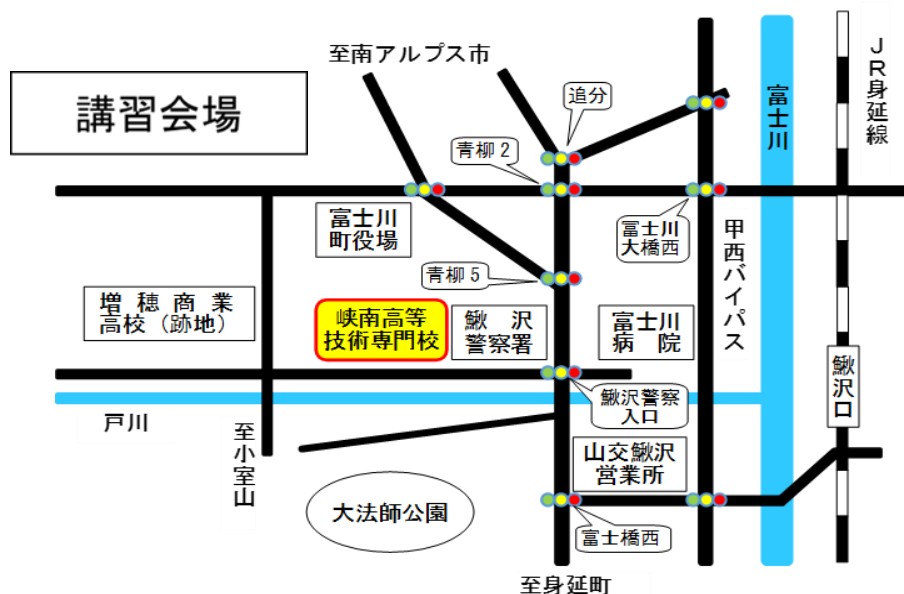 至南アルプス市
講習会場
追分
青柳2
富士川
JR身延線
富士川
町役場
富士川
大橋西
甲西バイパス
青柳5
増穂商業
高校（跡地）
峡南高等
技術専門校
鰍沢
警察署
富士川
病院
鰍沢口
鰍沢警察
入口
戸川
至小室山
山交鰍沢
営業所
大法師公園
富士橋西
至身延町